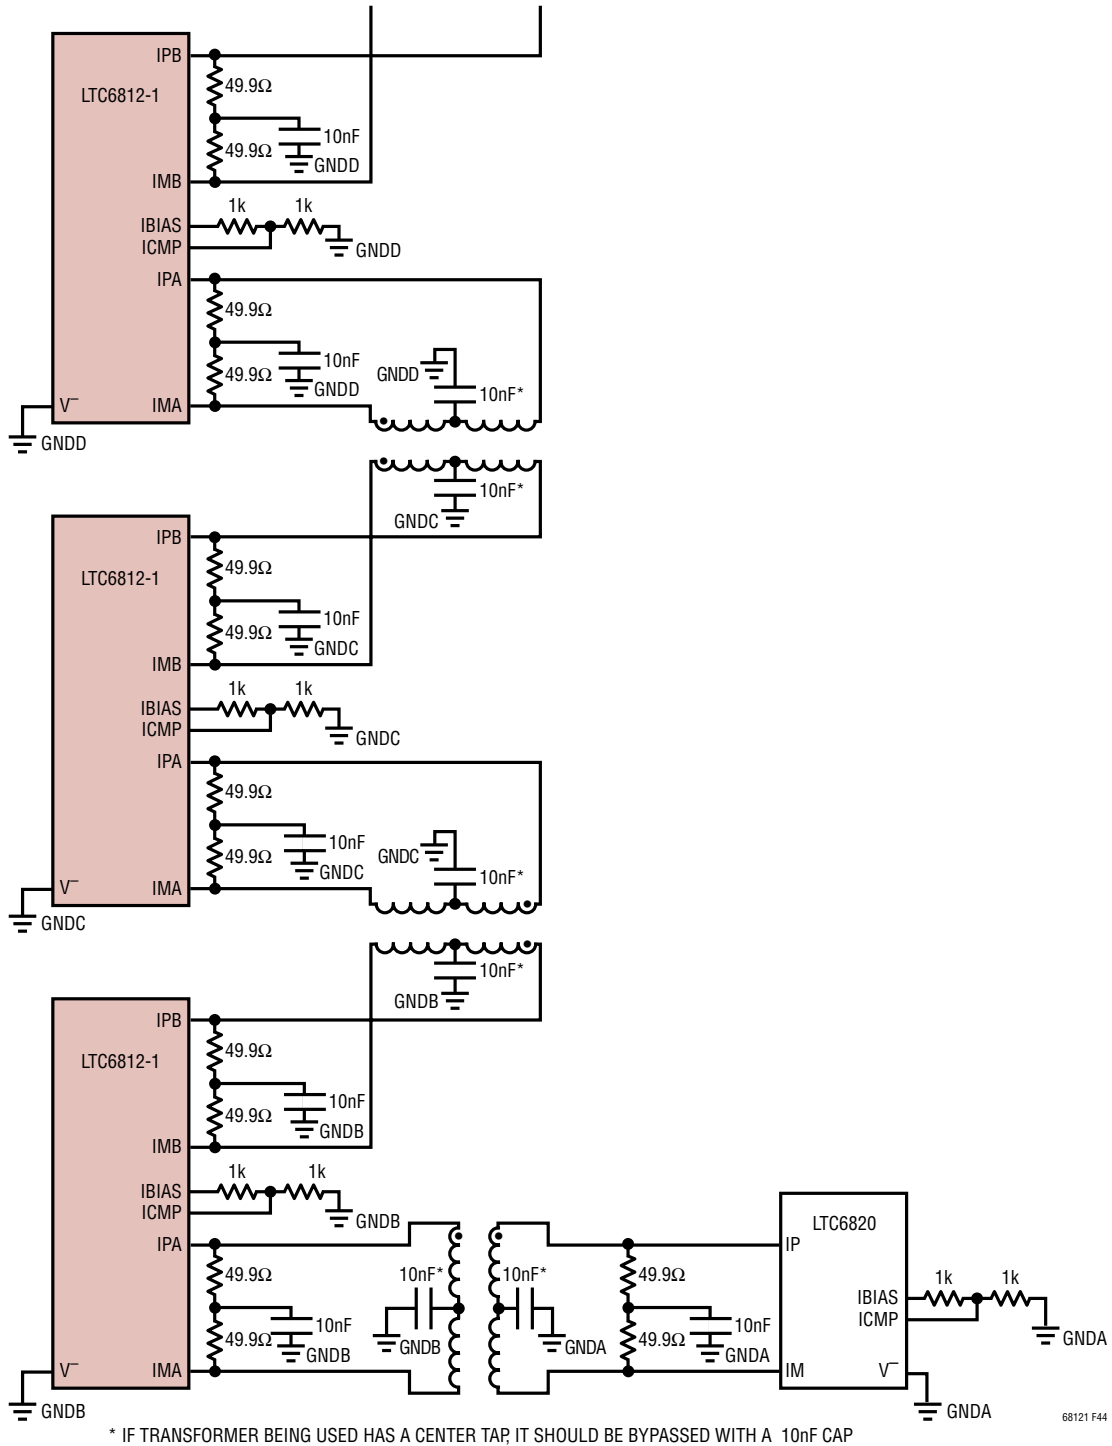 IPB
LTC6812-1
49.9Ω
10nF
49.9Ω
GNDD
IMB
1k 1k
IBIAS
ICMP
GNDD
IPA
49.9Ω
10nF
GNDD
49.9Ω
GNDD
10nF*
V– IMA
GNDD
10nF*
GNDC
IPB
LTC6812-1
49.9Ω
10nF
49.9Ω
GNDC
IMB
1k 1k
IBIAS
ICMP
GNDC
IPA
49.9Ω
10nF
GNDC
49.9Ω
GNDC
10nF*
V– IMA
GNDC
10nF*
GNDB
IPB
LTC6812-1
49.9Ω
10nF
49.9Ω
GNDB
IMB
1k 1k
IBIAS
ICMP
GNDB
IPA
49.9Ω
10nF
49.9Ω
GNDB
V– IMA
GNDB
10nF* 10nF*
GNDB GNDA
49.9Ω
10nF
49.9Ω
GNDA
LTC6820
IP
1k 1k
IBIAS
ICMP
GNDA
IM V–
GNDA
68121 F44
* IF TRANSFORMER BEING USED HAS A CENTER TAP, IT SHOULD BE BYPASSED WITH A 10nF CAP